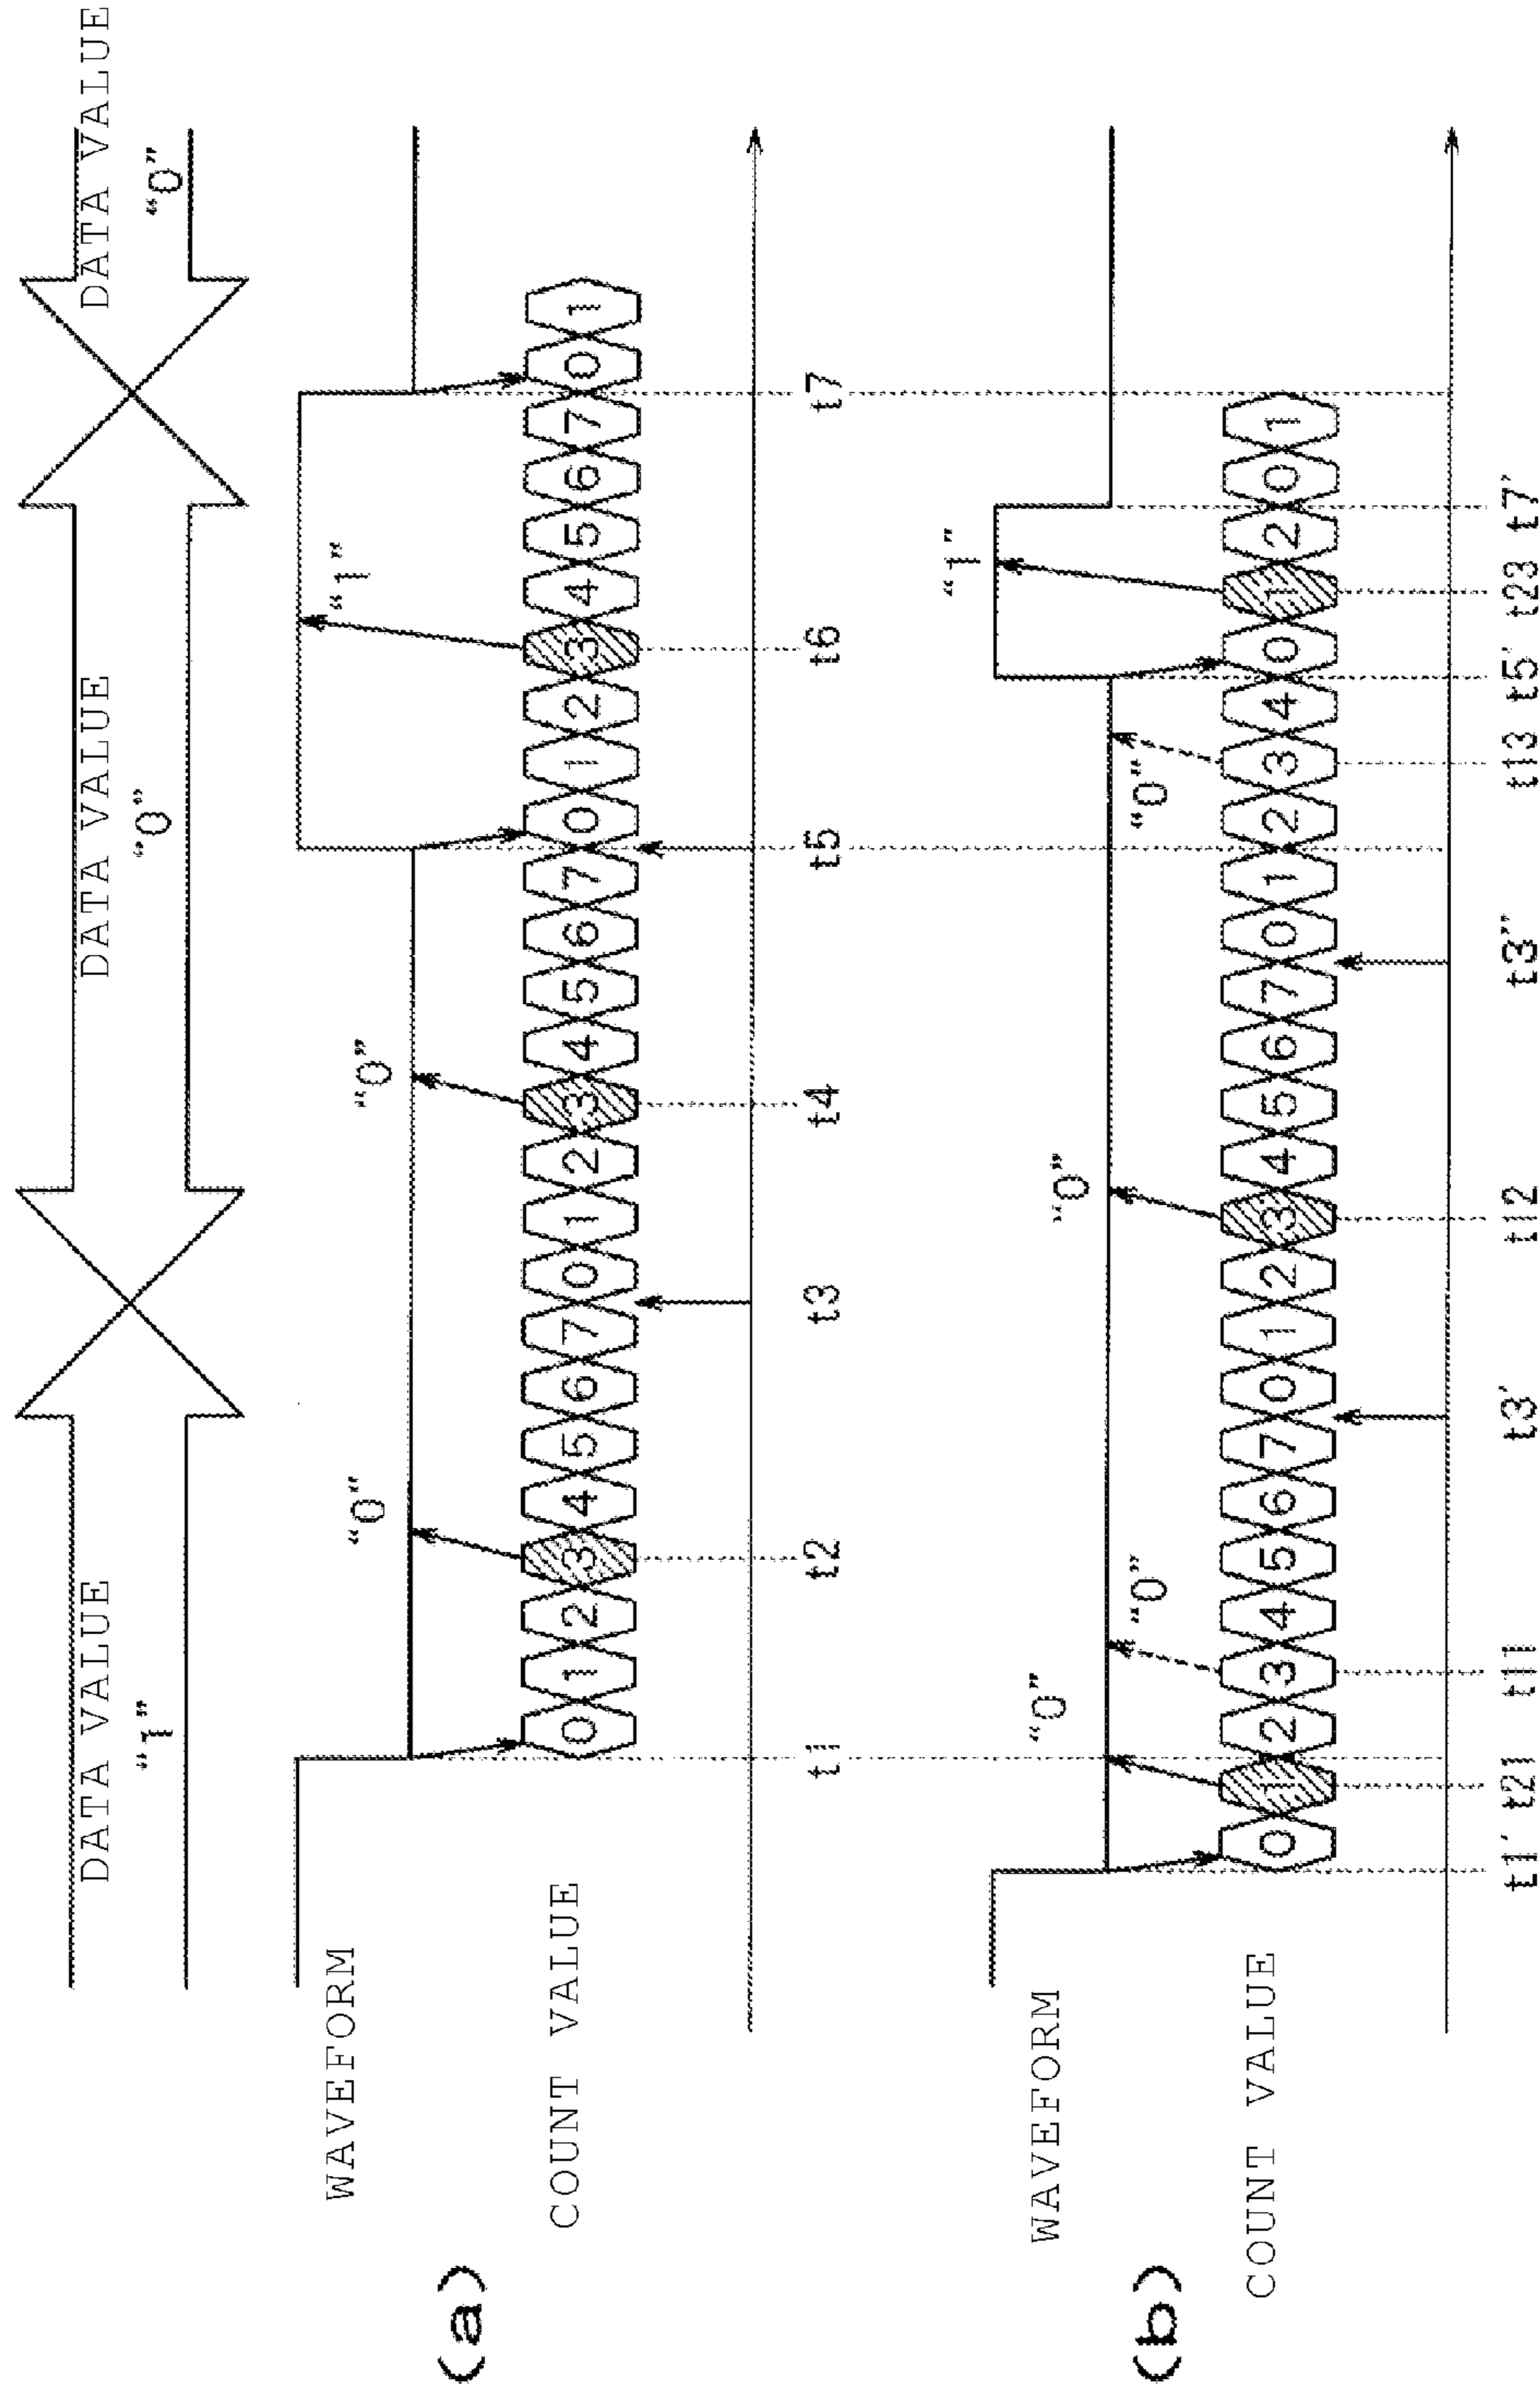 DATA VALUE DATA VALUE DATA VALUE
“1” “0” “0”
(a)
WAVEFORM
“0” “0” “1”
COUNT VALUE
0 1 2 3 4 5 6 7 0 1 2 3 4 5 6 7 0 1 2 3 4 5 6 7 0 1
t1 t2 t3 t4 t5 t6 t7
(b)
WAVEFORM
“0” “0” “0” “0” “1”
COUNT VALUE
0 1 2 3 4 5 6 7 0 1 2 3 4 5 6 7 0 1 2 3 4 0 1 2 0 1
t1' t21 t11 t3' t12 t3'' t13 t5' t23 t7'